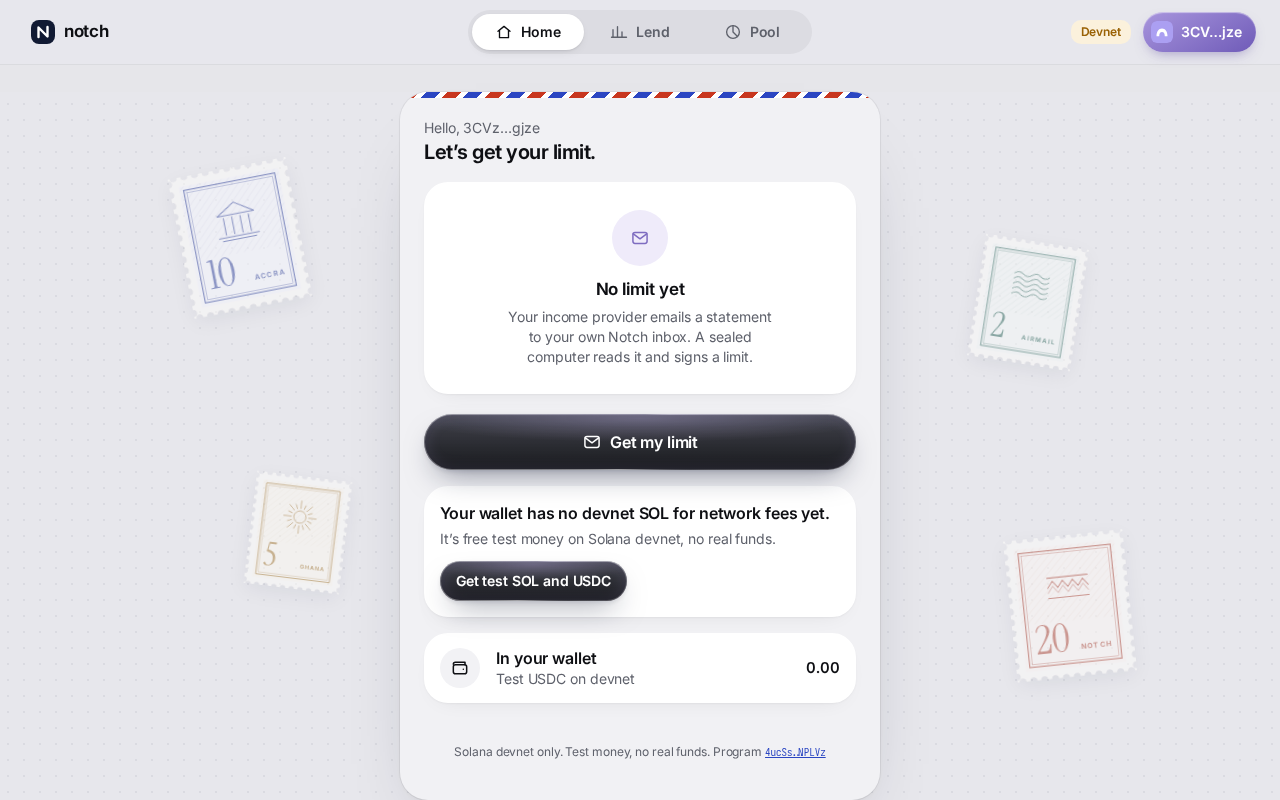 notch
Home
Lend
Pool
Devnet
3CV...jze
Hello, 3CVz...gjze
Let's get your limit.
10
ACCRA
2
AIRMAIL
No limit yet
Your income provider emails a statement
to your own Notch inbox. A sealed
computer reads it and signs a limit.
Get my limit
5
GHANA
Your wallet has no devnet SOL for network fees yet.
It's free test money on Solana devnet, no real funds.
Get test SOL and USDC
20
NOTCH
In your wallet
Test USDC on devnet
0.00
Solana devnet only. Test money, no real funds. Program 4ucSs…NPLVz